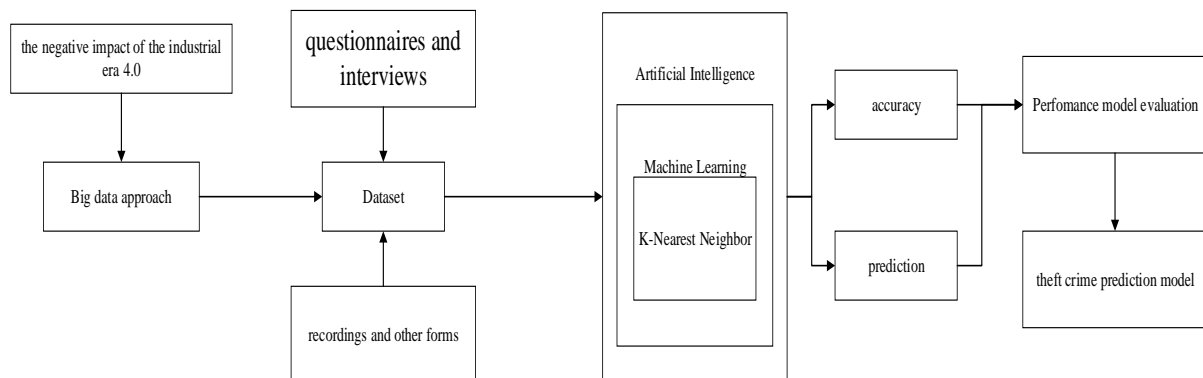 the negative impact of the industrial
era 4.0
questionnaires and
interviews
Big data approach
Dataset
recordings and other forms
Artificial Intelligence
Machine Learning
K-Nearest Neighbor
accuracy
prediction
Perfomance model evaluation
theft crime prediction model